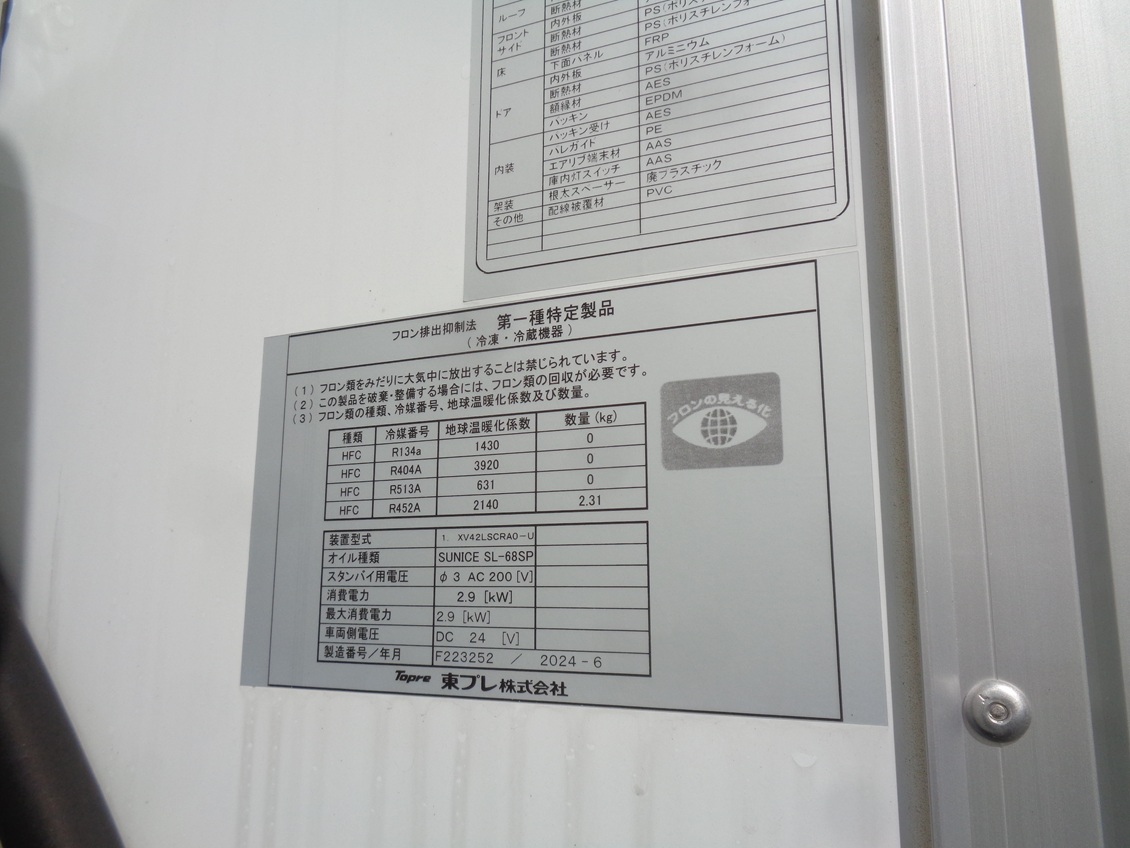 断熱材
ルーフ 内外板 PS(ポリスチレンフォ
フロント 断熱材 PS(ポリスチレンフォ
サイド 断熱材 FRP
床 下面パネル アルミニウム
内外板 PS(ポリスチレンフォーム)
断熱材 AES
ドア 額縁材 EPDM
パッキン AES
パッキン受け PE
ハレガイド AAS
内装 エアリブ端末材 AAS
庫内灯スイッチ 廃プラスチック
架装 根太スペーサー PVC
その他 配線被覆材
フロン排出抑制法 第一種特定製品
(冷凍・冷蔵機器)
(1) フロン類をみだりに大気中に放出することは禁じられています。
(2) この製品を破棄・整備する場合には、フロン類の回収が必要です。
(3) フロン類の種類、冷媒番号、地球温暖化係数及び数量。
フロンの見える化
種類 冷媒番号 地球温暖化係数 数量(kg)
HFC R134a 1430 0
HFC R404A 3920 0
HFC R513A 631 0
HFC R452A 2140 2.31
装置型式 1. XV42LSCRA0-U
オイル種類 SUNICE SL-68SP
スタンバイ用電圧 φ3 AC 200 [V]
消費電力 2.9 [kW]
最大消費電力 2.9 [kW]
車両側電圧 DC 24 [V]
製造番号/年月 F223252 / 2024-6
Topre 東プレ株式会社